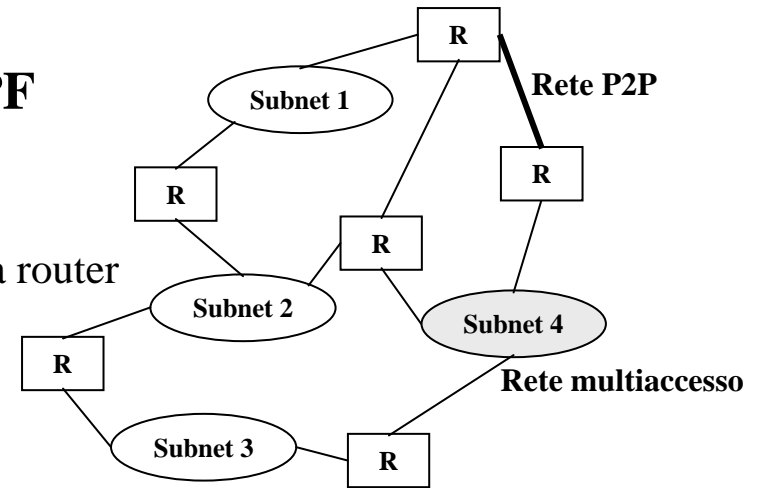 R
PF
Rete P2P
Subnet 1
R
R
R
a router
Subnet 2
Subnet 4
R
Rete multiaccesso
Subnet 3
R